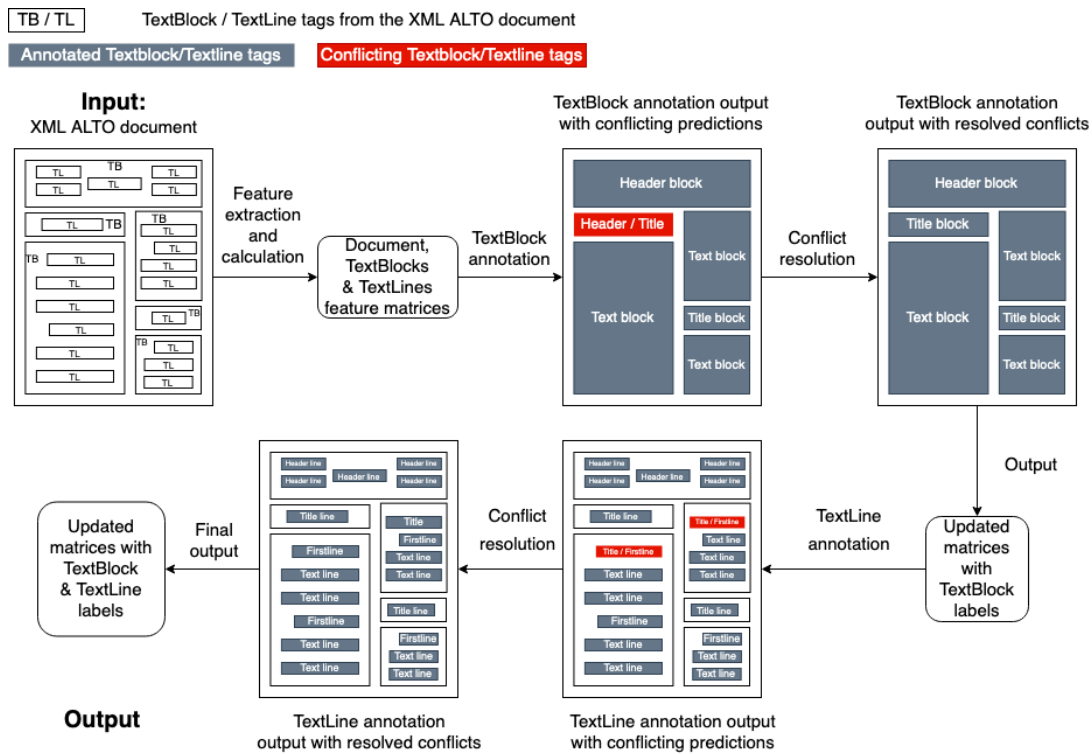 TB / TL
TextBlock / TextLine tags from the XML ALTO document
Annotated Textblock/Textline tags
Conflicting Textblock/Textline tags
Input:
XML ALTO document
TB
TL
TL
TL
TL
TL
TL
TB
TB
TL
TL
TL
TL
TB
TL
TL
TL
TL
TL
TL
TB
TB
TL
TL
TL
Feature
extraction
and
calculation
Document,
TextBlocks
& TextLines
feature matrices
TextBlock
annotation
TextBlock annotation output
with conflicting predictions
Header block
Header / Title
Text block
Text block
Title block
Text block
Conflict
resolution
TextBlock annotation
output with resolved conflicts
Header block
Title block
Text block
Text block
Title block
Text block
Output
Updated
matrices
with
TextBlock
labels
TextLine
annotation
Header line
Header line
Header line
Header line
Header line
Title line
Title / Firstline
Text line
Text line
Text line
Title / Firstline
Text line
Text line
Firstline
Text line
Text line
Title line
Firstline
Text line
Text line
TextLine annotation output
with conflicting predictions
Conflict
resolution
Header line
Header line
Header line
Header line
Header line
Title line
Title
Firstline
Text line
Text line
Firstline
Text line
Text line
Firstline
Text line
Text line
Title line
Firstline
Text line
Text line
TextLine annotation
output with resolved conflicts
Final
output
Updated
matrices with
TextBlock
& TextLine
labels
Output